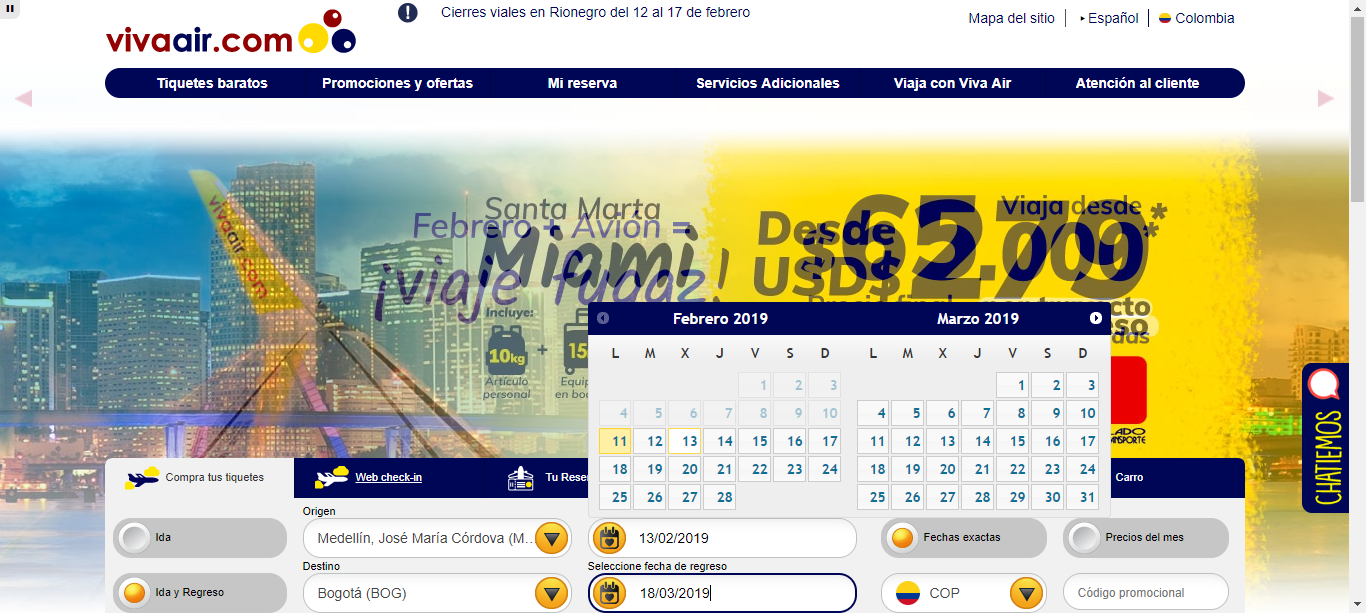 Cierres viales en Rionegro del 12 al 17 de febrero
Mapa del sitio
Español
Colombia
vivaair.com
Tiquetes baratos
Promociones y ofertas
Mi reserva
Servicios Adicionales
Viaja con Viva Air
Atención al cliente
vivaair.com
Santa Marta
Febrero + Avión =
¡Miami!
¡viaje fugaz!
Viaja desde
Desde
USD$
Incluye:
10kg
+
15
Artículo
personal
Equip
en bod
Febrero 2019
L M X J V S D
1 2 3
4 5 6 7 8 9 10
11 12 13 14 15 16 17
18 19 20 21 22 23 24
25 26 27 28
Marzo 2019
L M X J V S D
1 2 3
4 5 6 7 8 9 10
11 12 13 14 15 16 17
18 19 20 21 22 23 24
25 26 27 28 29 30 31
CHATIEMOS
Compra tus tiquetes
Web check-in
Tu Rese
Carro
Ida
Ida y Regreso
Origen
Medellín, José María Córdova (M...
Destino
Bogotá (BOG)
13/02/2019
Seleccione fecha de regreso
18/03/2019
Fechas exactas
Precios del mes
COP
Código promocional